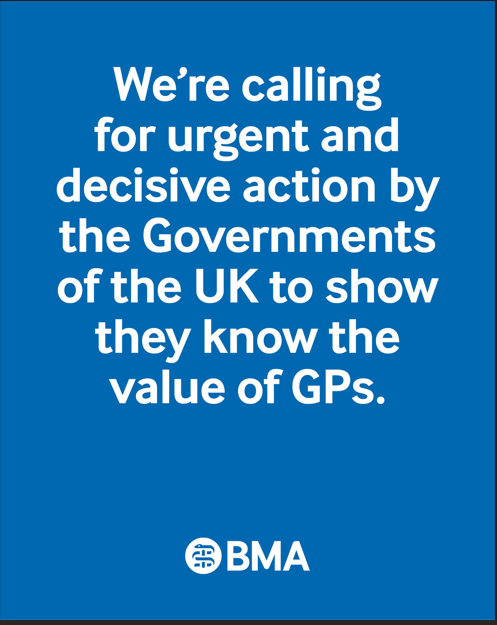 We’re calling
for urgent and
decisive action by
the Governments
of the UK to show
they know the
value of GPs.
BMA